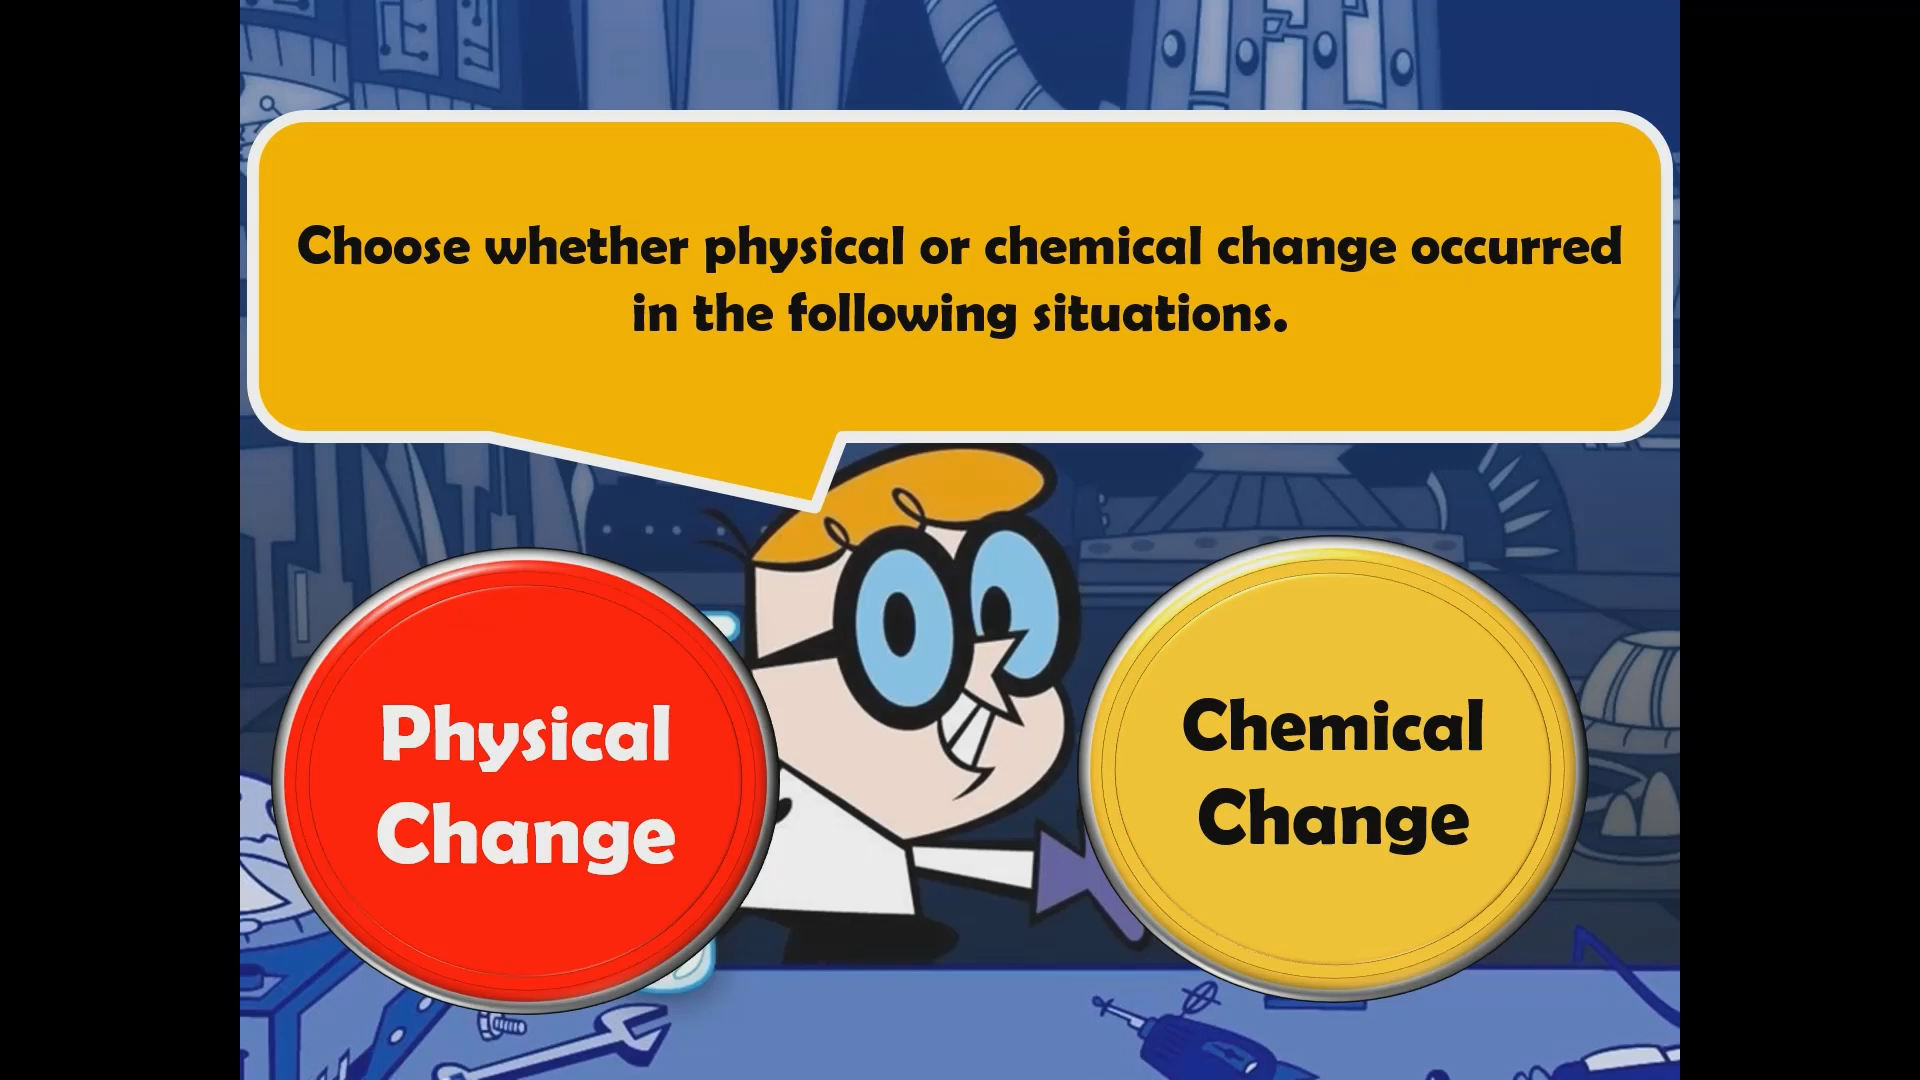 Choose whether physical or chemical change occurred
in the following situations.
Physical
Change
Chemical
Change